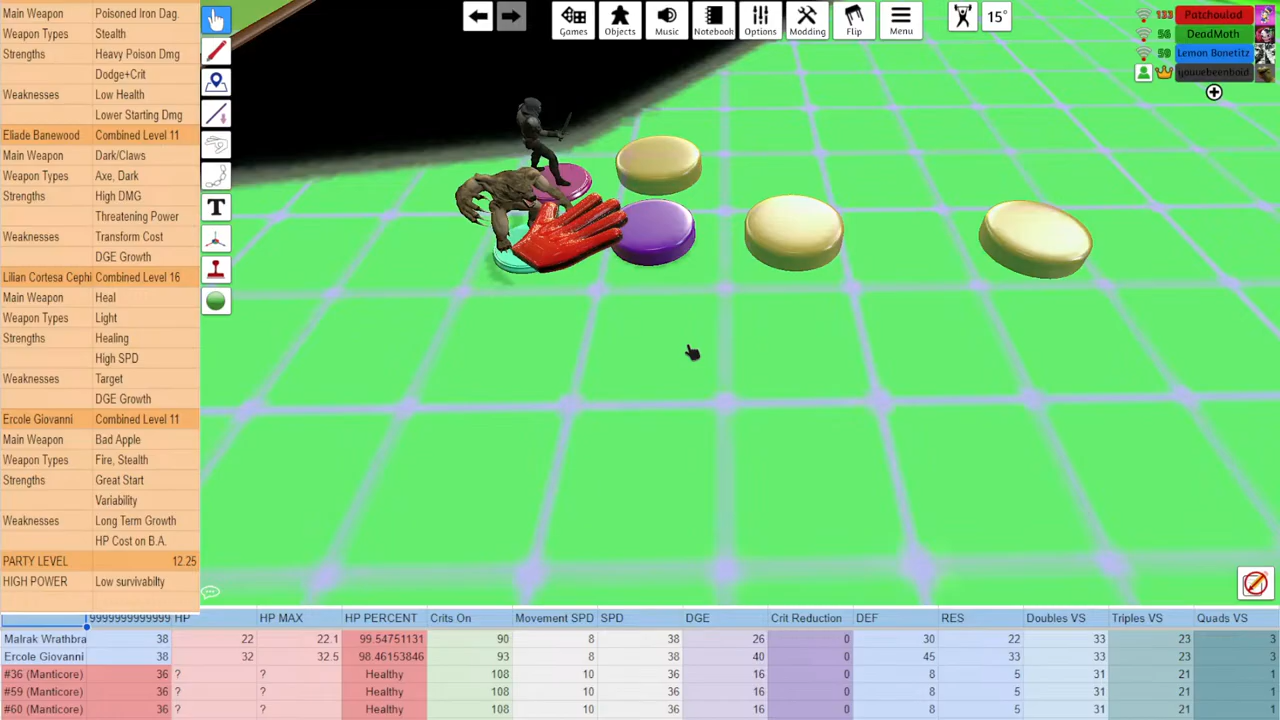 Main Weapon Poisoned Iron Dag.
Weapon Types Stealth
Strengths Heavy Poison Dmg
Dodge+Crit
Weaknesses Low Health
Lower Starting Dmg
Eliade Banewood Combined Level 11
Main Weapon Dark/Claws
Weapon Types Axe, Dark
Strengths High DMG
Threatening Power
Weaknesses Transform Cost
DGE Growth
Lilian Cortesa Cephi Combined Level 16
Main Weapon Heal
Weapon Types Light
Strengths Healing
High SPD
Weaknesses Target
DGE Growth
Ercole Giovanni Combined Level 11
Main Weapon Bad Apple
Weapon Types Fire, Stealth
Strengths Great Start
Variability
Weaknesses Long Term Growth
HP Cost on B.A.
PARTY LEVEL 12.25
HIGH POWER Low survivabilty
T
Games Objects Music Notebook Options Modding Flip Menu 15°
133 Patchoulad
56 DeadMoth
59 Lemon Bonetitz
youvebeenbaid
9999999999999 HP HP MAX HP PERCENT Crits On Movement SPD SPD DGE Crit Reduction DEF RES Doubles VS Triples VS Quads VS
Malrak Wrathbra 38 22 22.1 99.54751131 90 8 38 26 0 30 22 33 23 3
Ercole Giovanni 38 32 32.5 98.46153846 93 8 38 40 0 45 33 33 23 3
#36 (Manticore) 36 ? ? Healthy 108 10 36 16 0 8 5 31 21 1
#59 (Manticore) 36 ? ? Healthy 108 10 36 16 0 8 5 31 21 1
#60 (Manticore) 36 ? ? Healthy 108 10 36 16 0 8 5 31 21 1